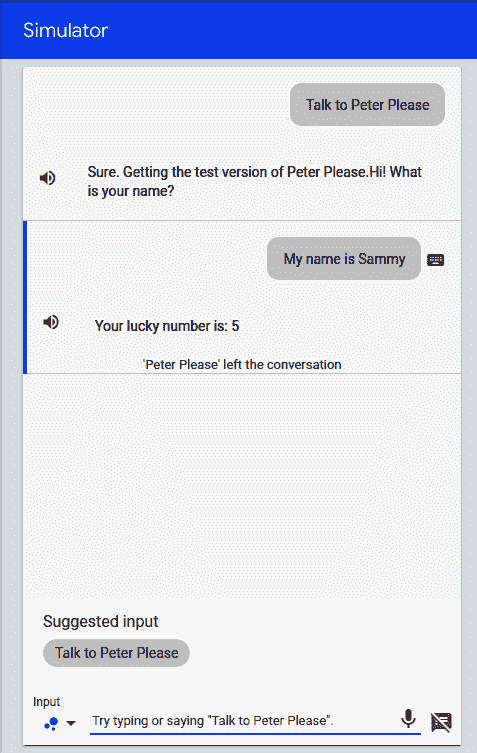 Simulator
Talk to Peter Please
Sure. Getting the test version of Peter Please.Hi! What
is your name?
My name is Sammy
Your lucky number is: 5
'Peter Please' left the conversation
Suggested input
Talk to Peter Please
Input
Try typing or saying "Talk to Peter Please".